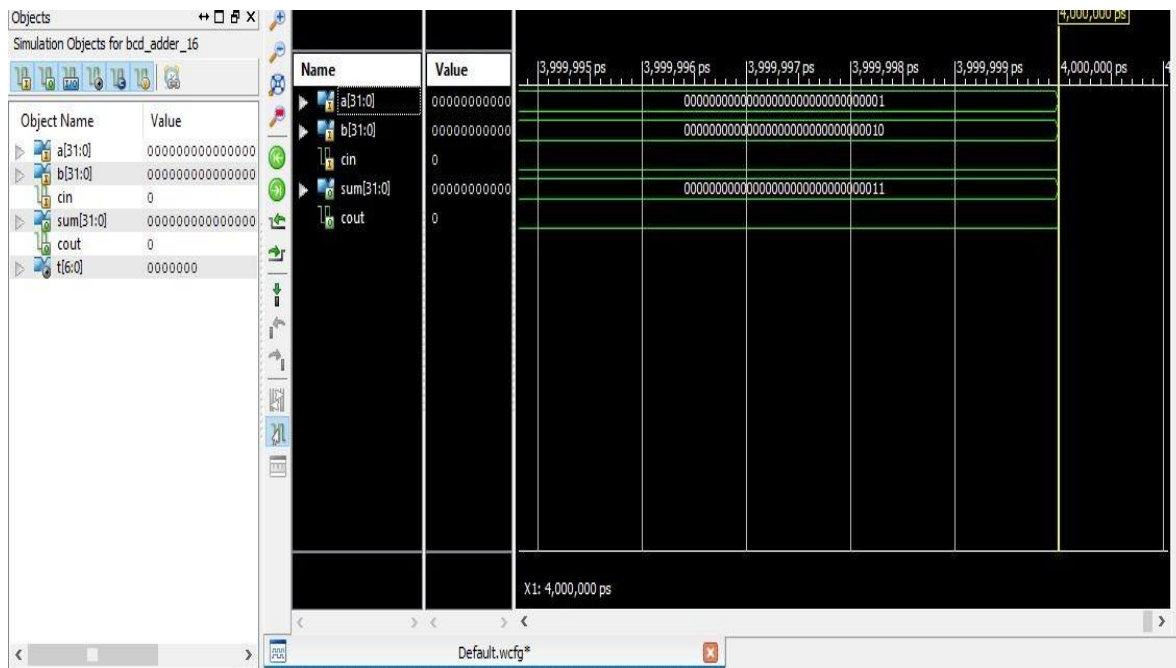 Objects
Simulation Objects for bcd_adder_16
Object Name Value
a[31:0] 000000000000000
b[31:0] 000000000000000
cin 0
sum[31:0] 000000000000000
cout 0
t[6:0] 0000000
4,000,000 ps
Name Value 3,999,995 ps 3,999,996 ps 3,999,997 ps 3,999,998 ps 3,999,999 ps 4,000,000 ps
a[31:0] 00000000000 00000000000000000000000000000001
b[31:0] 00000000000 00000000000000000000000000000010
cin 0
sum[31:0] 00000000000 00000000000000000000000000000011
cout 0
X1: 4,000,000 ps
Default.wcfg*